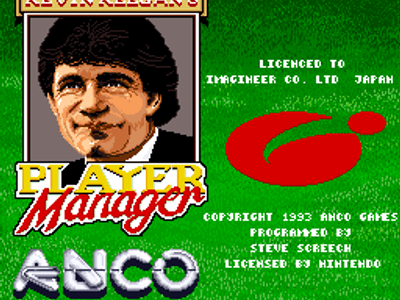 KEVIN KEEGAN'S
PLAYER
Manager
ANCO
LICENCED TO
IMAGINEER CO. LTD JAPAN
COPYRIGHT 1993 ANCO GAMES
PROGRAMMED BY
STEVE SCREECH
LICENSED BY NINTENDO